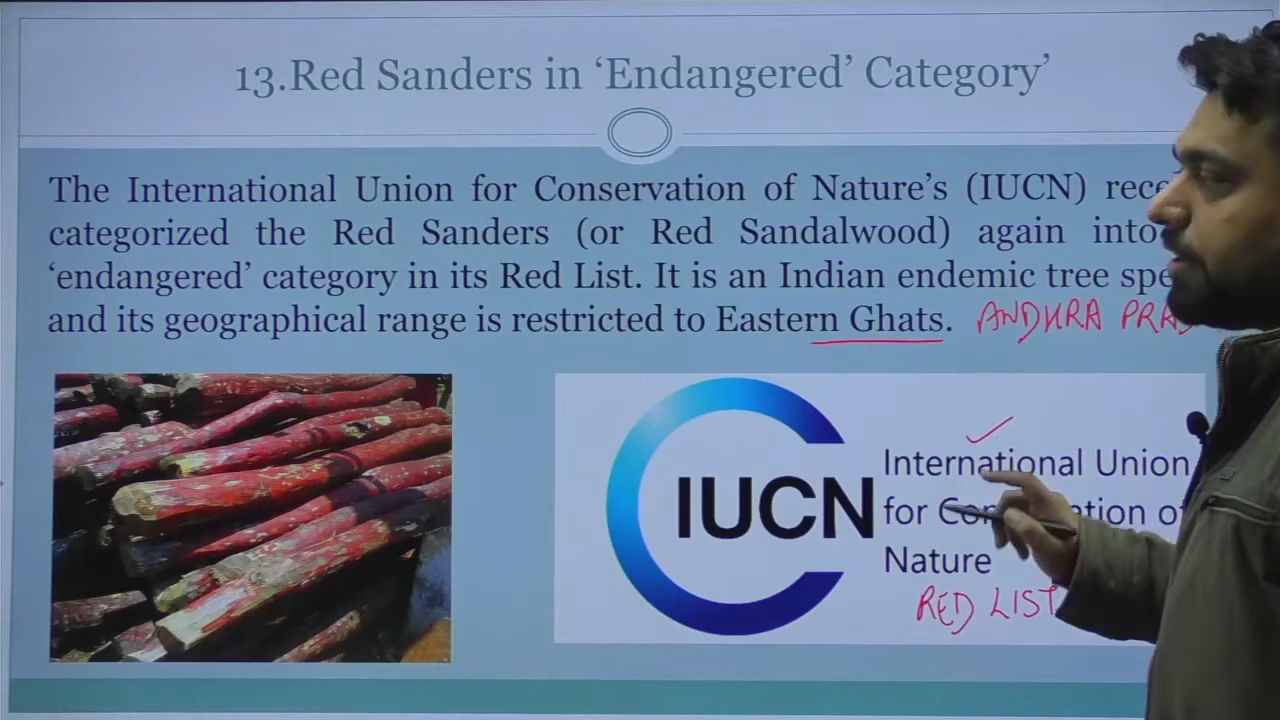 13.Red Sanders in ‘Endangered’ Category’
The International Union for Conservation of Nature’s (IUCN)
categorized the Red Sanders (or Red Sandalwood) again into
‘endangered’ category in its Red List. It is an Indian endemic tree
and its geographical range is restricted to Eastern Ghats. ANDHRA
IUCN
International Union
for of
Nature
RED LIST